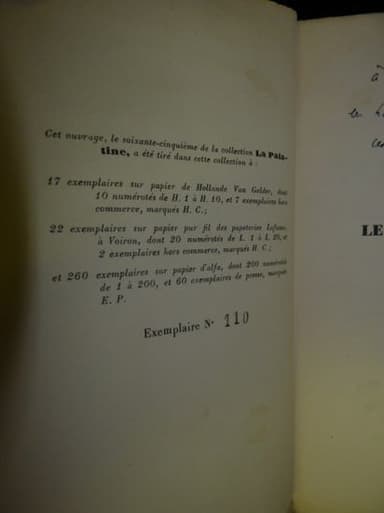 Cet ouvrage, le soixante-cinquième de la collection La Pala-
tine, a été tiré dans cette collection à :
17 exemplaires sur papier de Hollande Van Gelder, dont
10 numérotés de H. 1 à H. 10, et 7 exemplaires hors
commerce, marqués H. C.;
22 exemplaires sur papier pur fil des papeteries Lafuma,
à Voiron, dont 20 numérotés de L. 1 à L. 20, et
2 exemplaires hors commerce, marqués H. C.;
et 260 exemplaires sur papier d'alfa, dont 200 numérotés
de 1 à 200, et 60 exemplaires de presse, marqués
E. P.
Exemplaire N° 110
à
LE